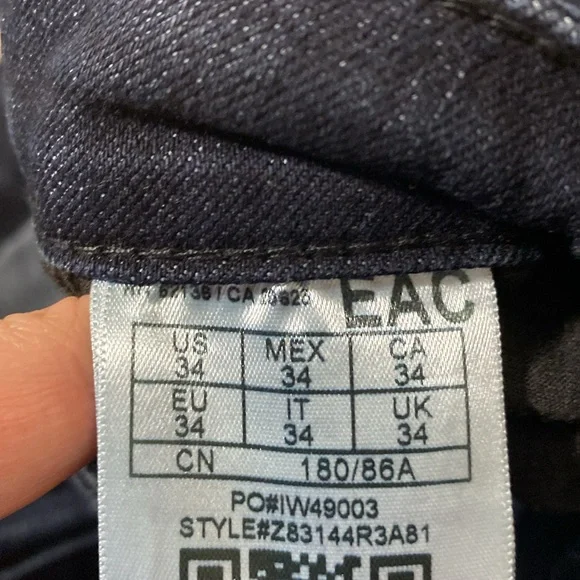 EAC
US MEX CA
34 34 34
EU IT UK
34 34 34
CN 180/86A
PO#IW49003
STYLE#Z83144R3A81